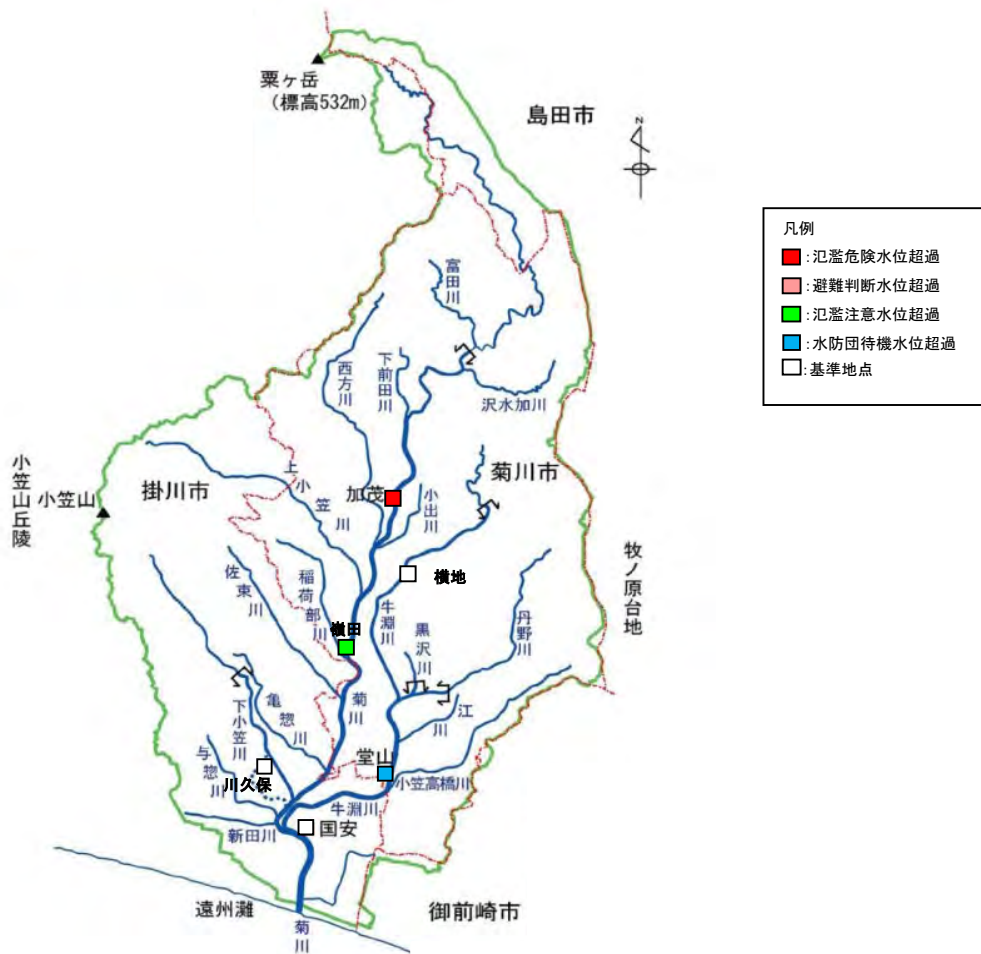 粟ヶ岳
(標高532m)
島田市
N
凡例
:氾濫危険水位超過
:避難判断水位超過
:氾濫注意水位超過
:水防団待機水位超過
:基準地点
富田川
西方川
下前田川
沢水加川
菊川市
小笠山丘陵
小笠山
掛川市
上小笠川
加茂
小出川
横地
牧ノ原台地
佐東川
稲荷部川
嶺田
牛淵川
黒沢川
丹野川
菊川
江川
亀惣川
下小笠川
与惣川
川久保
堂山
小笠高橋川
牛淵川
新田川
国安
遠州灘
御前崎市
菊川